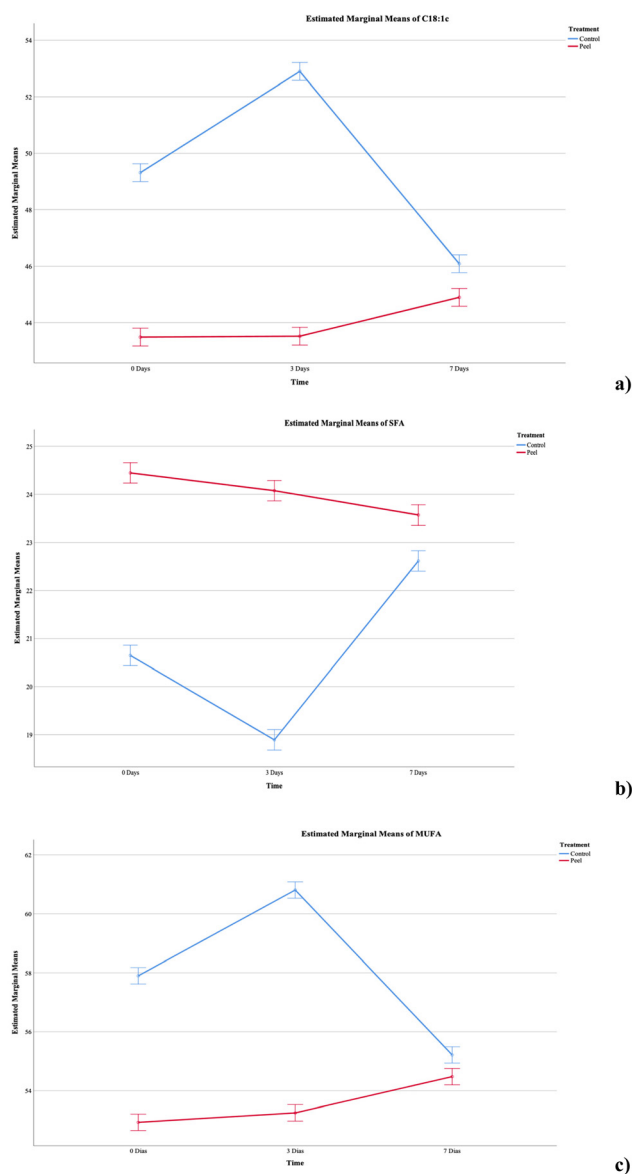 Estimated Marginal Means of C18:1c
Treatment
Control
Peel
54
52
50
48
46
44
Estimated Marginal Means
0 Days
3 Days
7 Days
Time
a)
Estimated Marginal Means of SFA
Treatment
Control
Peel
25
24
23
22
21
20
19
Estimated Marginal Means
0 Days
3 Days
7 Days
Time
b)
Estimated Marginal Means of MUFA
Treatment
Control
Peel
62
60
58
56
54
Estimated Marginal Means
0 Dias
3 Dias
7 Dias
Time
c)